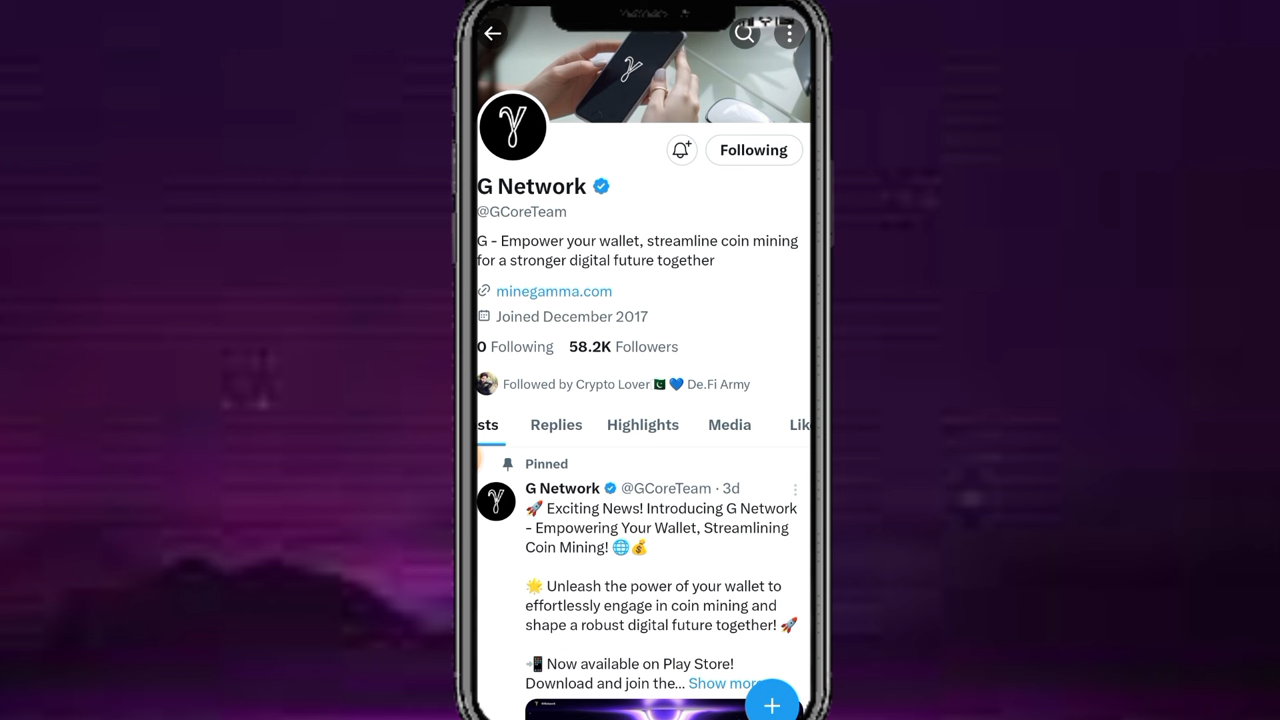 Following
G Network
@GCoreTeam
G - Empower your wallet, streamline coin mining
for a stronger digital future together
minegamma.com
Joined December 2017
0 Following 58.2K Followers
Followed by Crypto Lover 🇵🇰 💙 De.Fi Army
sts Replies Highlights Media Lik
Pinned
G Network @GCoreTeam · 3d
🚀 Exciting News! Introducing G Network
- Empowering Your Wallet, Streamlining
Coin Mining! 🌐💰
🌟 Unleash the power of your wallet to
effortlessly engage in coin mining and
shape a robust digital future together! 🚀
📲 Now available on Play Store!
Download and join the... Show more